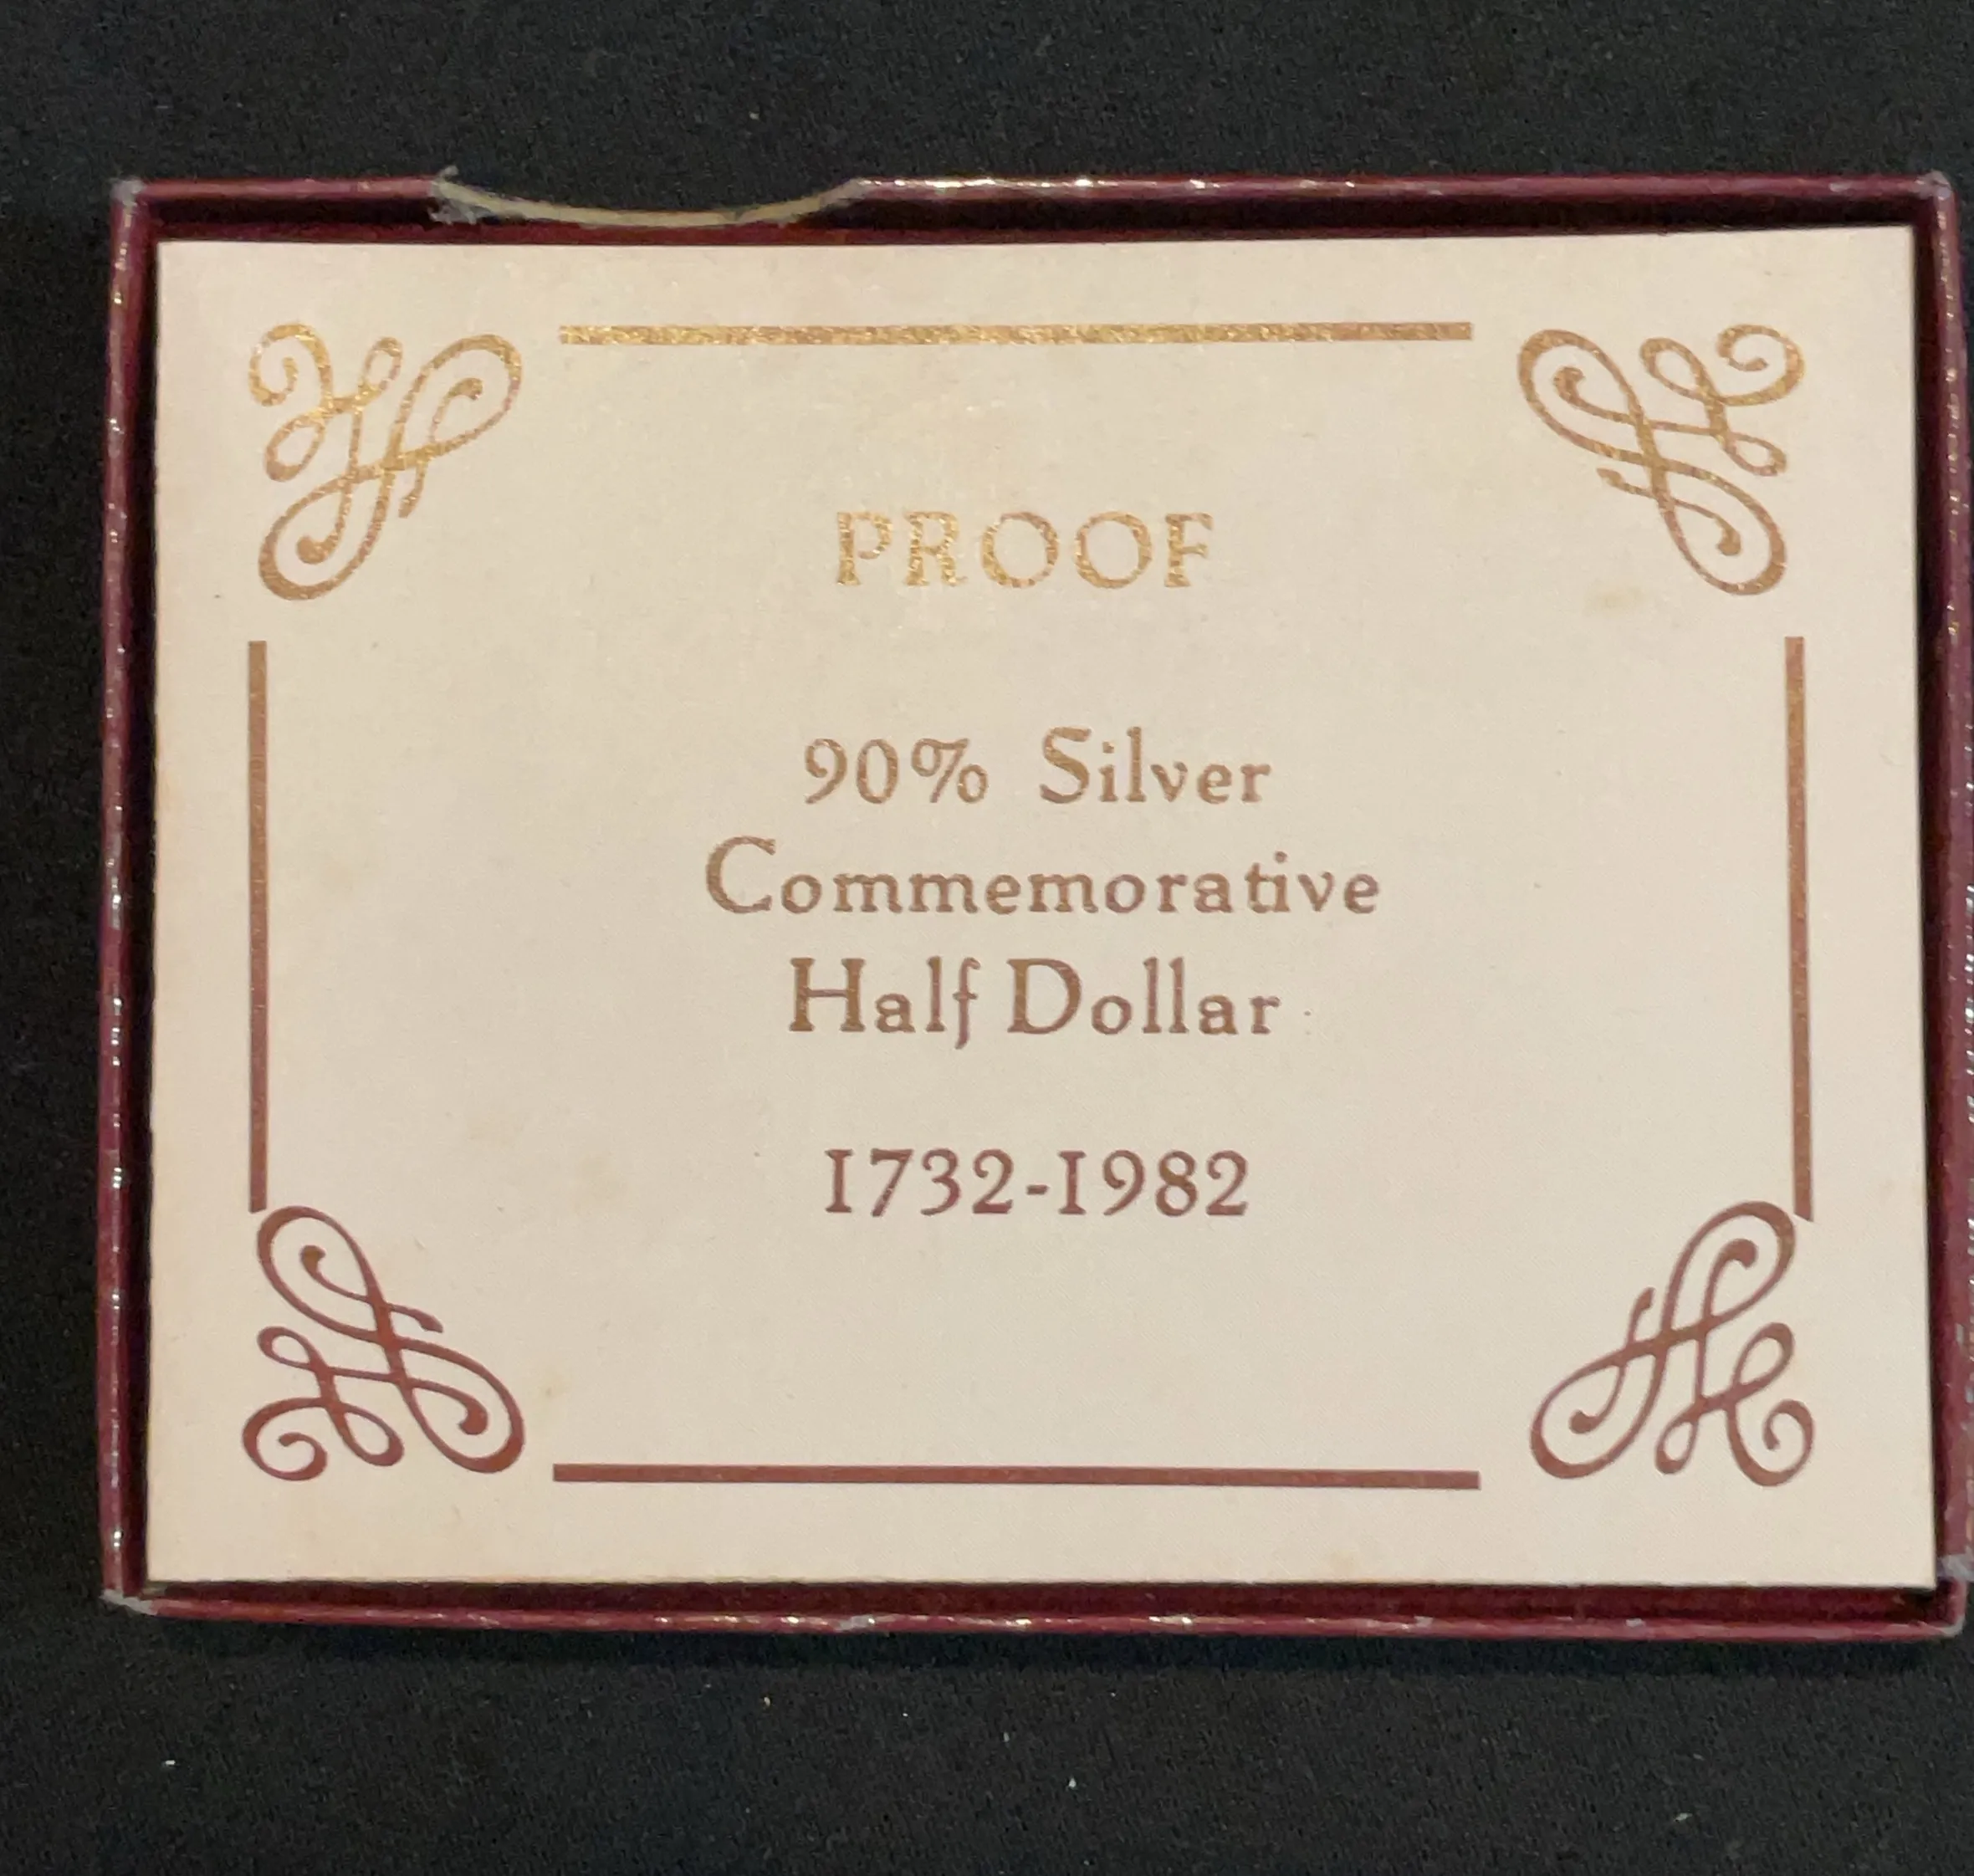 PROOF
90% Silver
Commemorative
Half Dollar
1732-1982